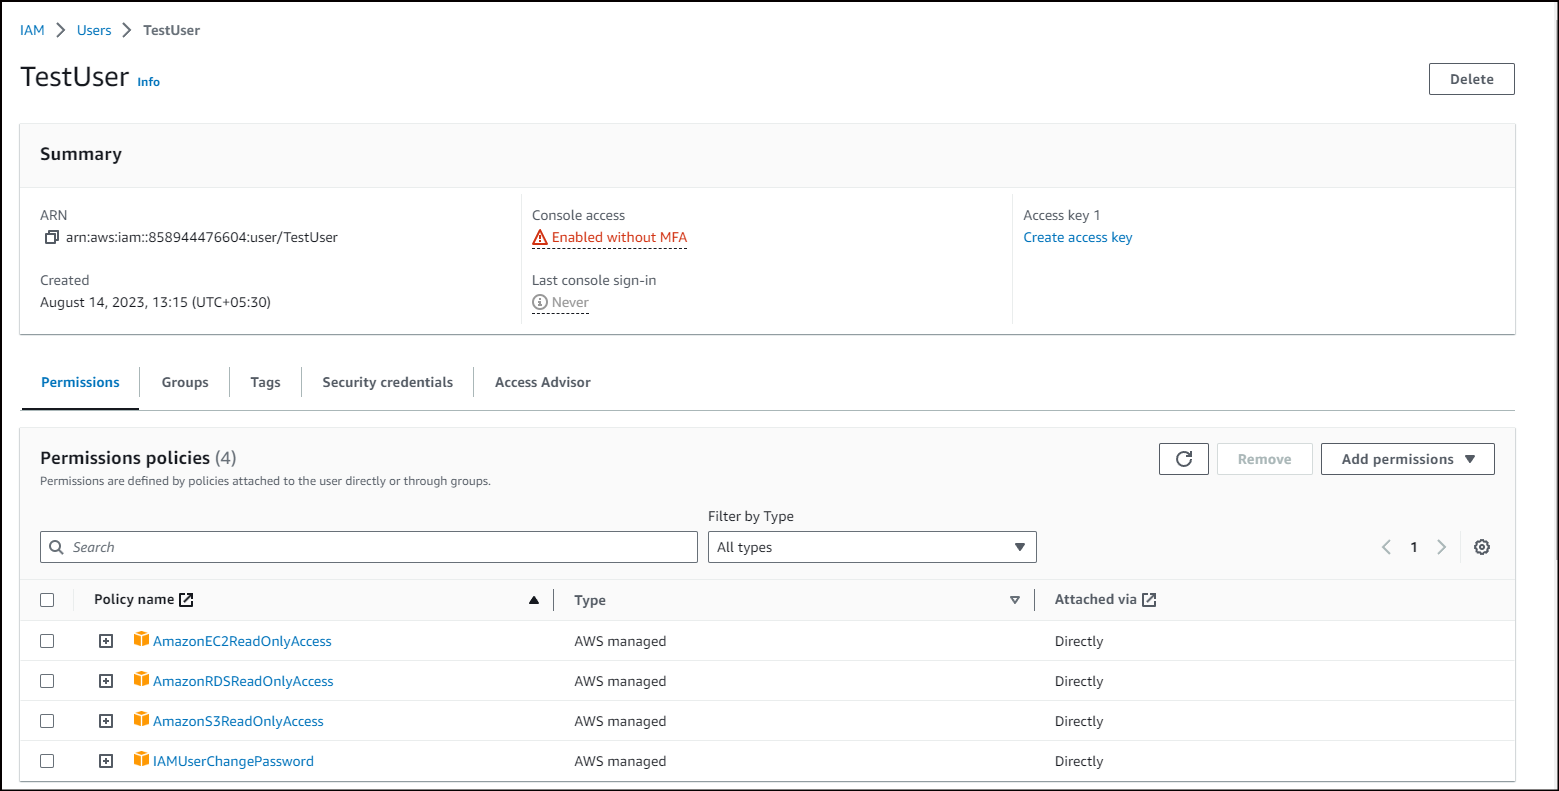 IAM Users TestUser
TestUser Info
Delete
Summary
ARN
arn:aws:iam::858944476604:user/TestUser
Created
August 14, 2023, 13:15 (UTC+05:30)
Console access
Enabled without MFA
Last console sign-in
Never
Access key 1
Create access key
Permissions Groups Tags Security credentials Access Advisor
Permissions policies (4)
Permissions are defined by policies attached to the user directly or through groups.
Remove Add permissions
Filter by Type
Search All types 1
Policy name Type Attached via
AmazonEC2ReadOnlyAccess AWS managed Directly
AmazonRDSReadOnlyAccess AWS managed Directly
AmazonS3ReadOnlyAccess AWS managed Directly
IAMUserChangePassword AWS managed Directly